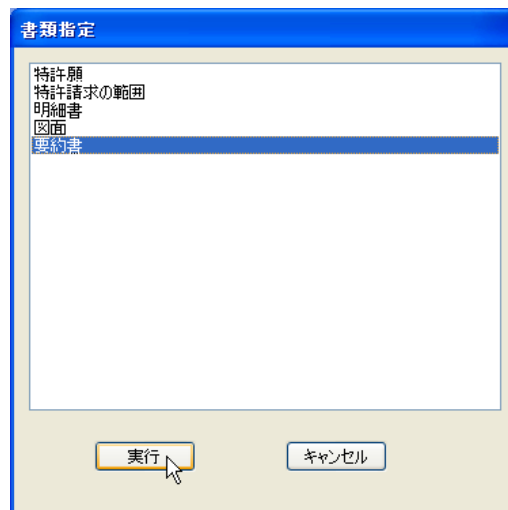 書類指定
特許願
特許請求の範囲
明細書
図面
要約書
実行
キャンセル